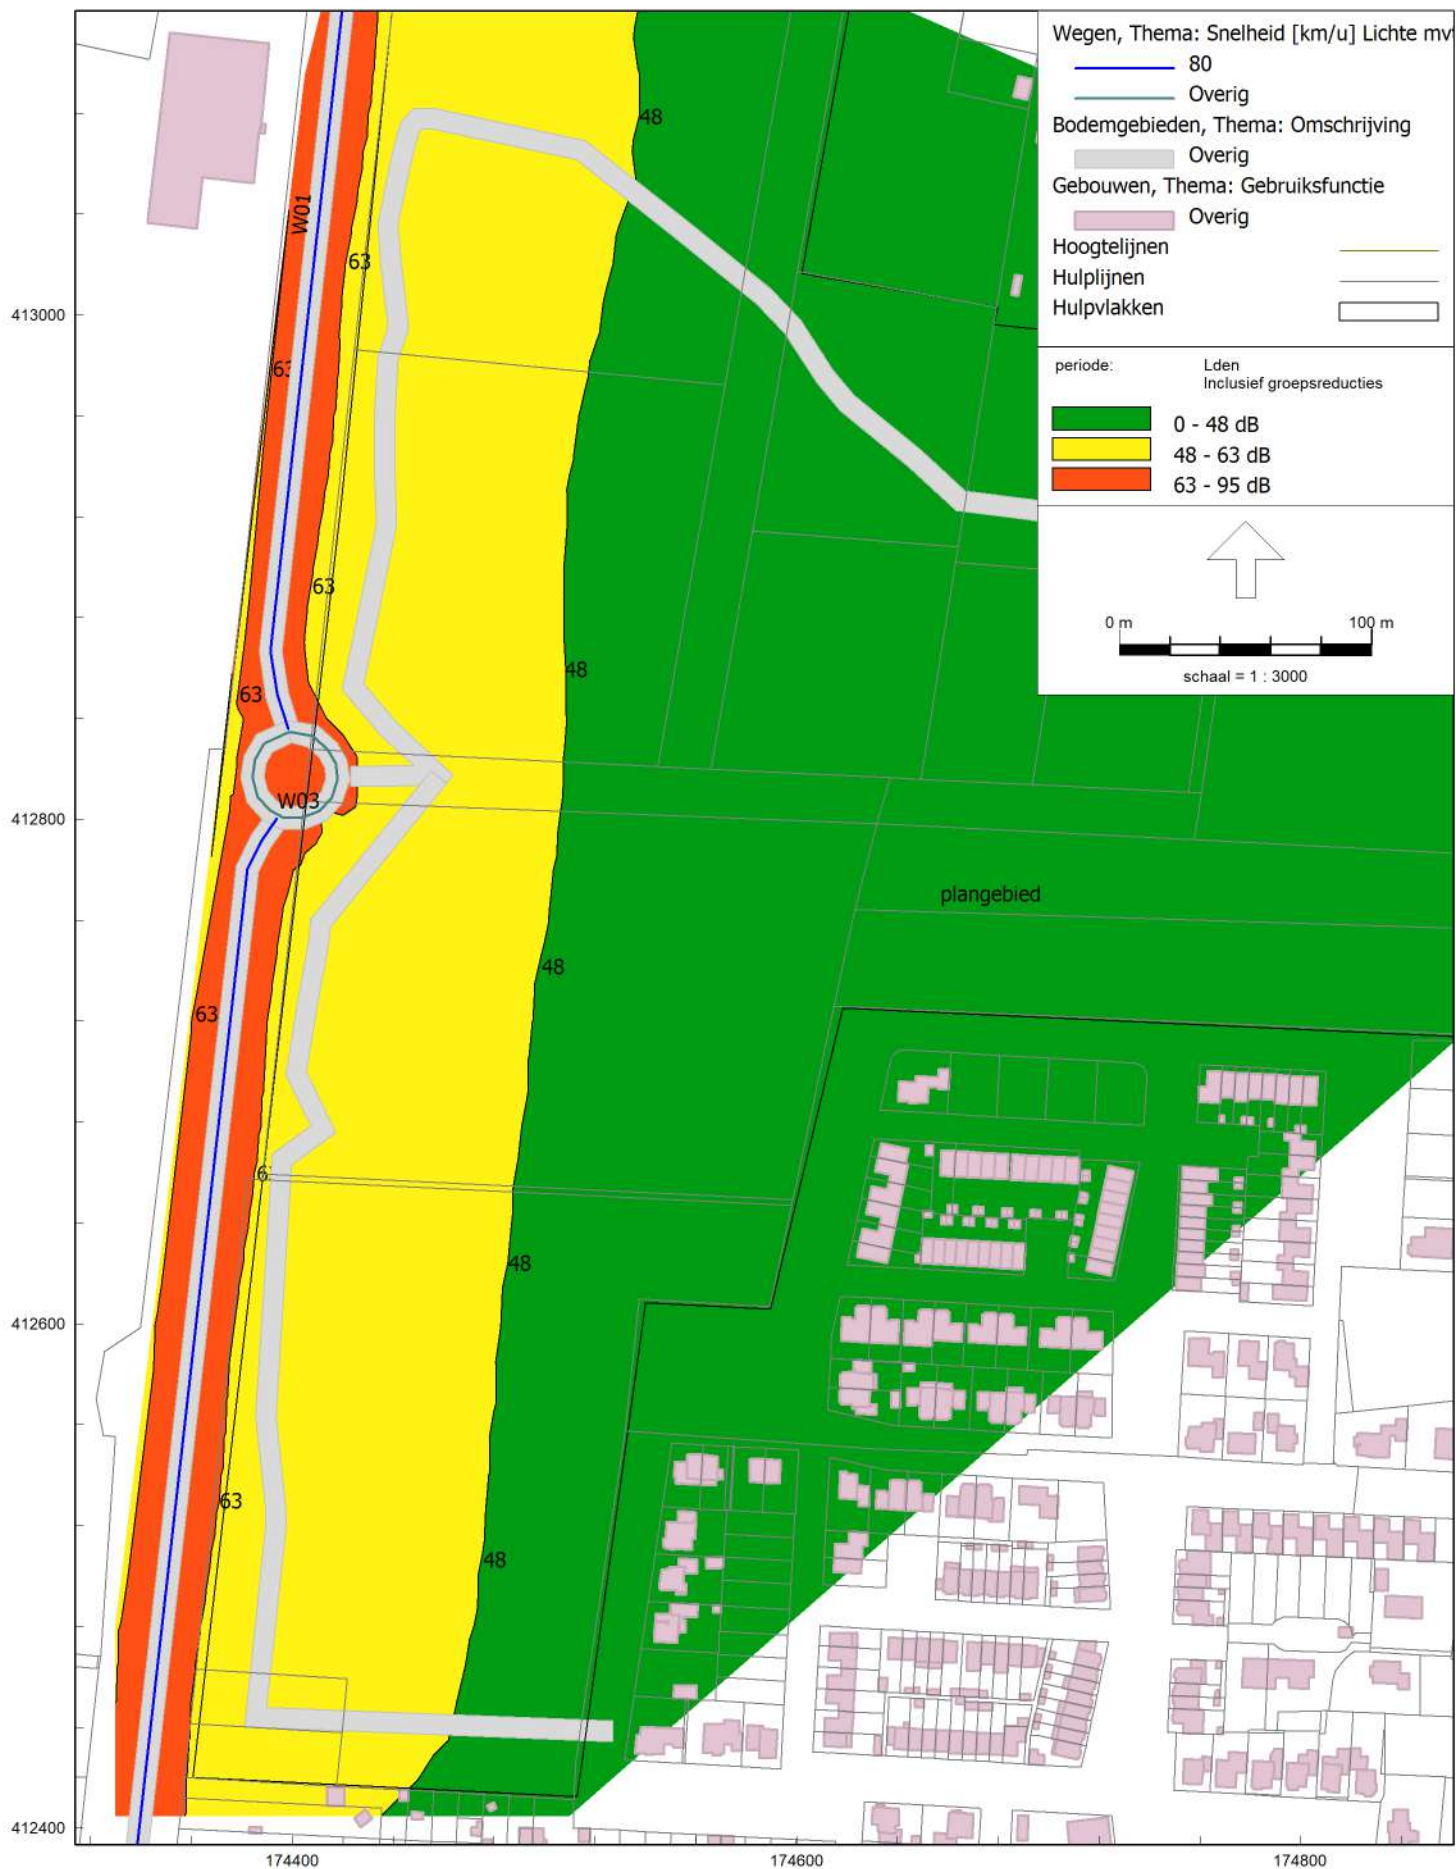 Wegen, Thema: Snelheid [km/u] Lichte mv
80
Overig
Bodemgebieden, Thema: Omschrijving
Overig
Gebouwen, Thema: Gebruiksfunctie
Overig
Hoogtelijnen
Hulplijnen
Hulpvlakken
periode: Lden
Inclusief groepsreducties
0 - 48 dB
48 - 63 dB
63 - 95 dB
0 m 100 m
schaal = 1 : 3000
48
W01
63
413000
63
63
48
63
W03
412800
plangebied
48
63
6
48
412600
63
48
412400
174400 174600 174800